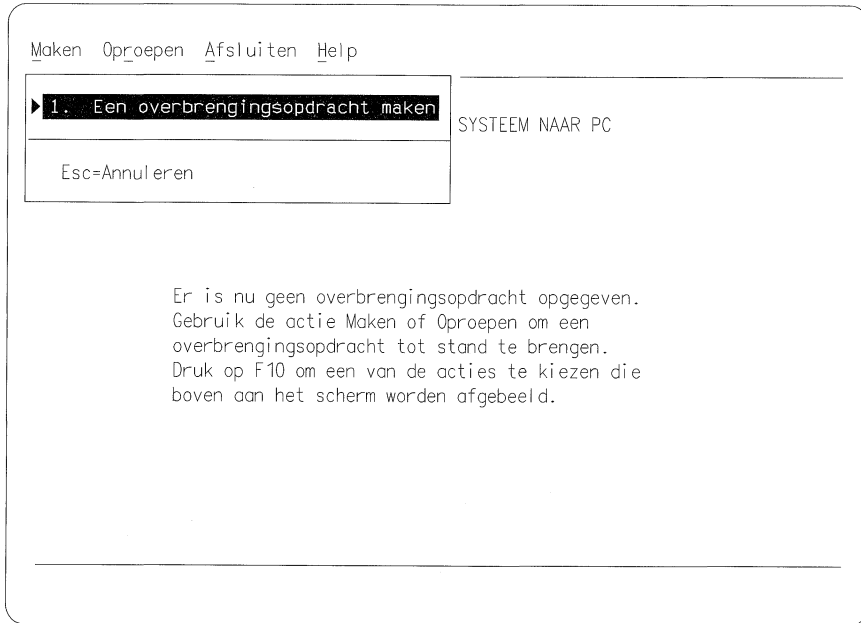 Maken Oproepen Afsluiten Help
1. Een overbrengingsopdracht maken
SYSTEEM NAAR PC
Esc=Annuleren
Er is nu geen overbrengingsopdracht opgegeven.
Gebruik de actie Maken of Oproepen om een
overbrengingsopdracht tot stand te brengen.
Druk op F10 om een van de acties te kiezen die
boven aan het scherm worden afgebeeld.